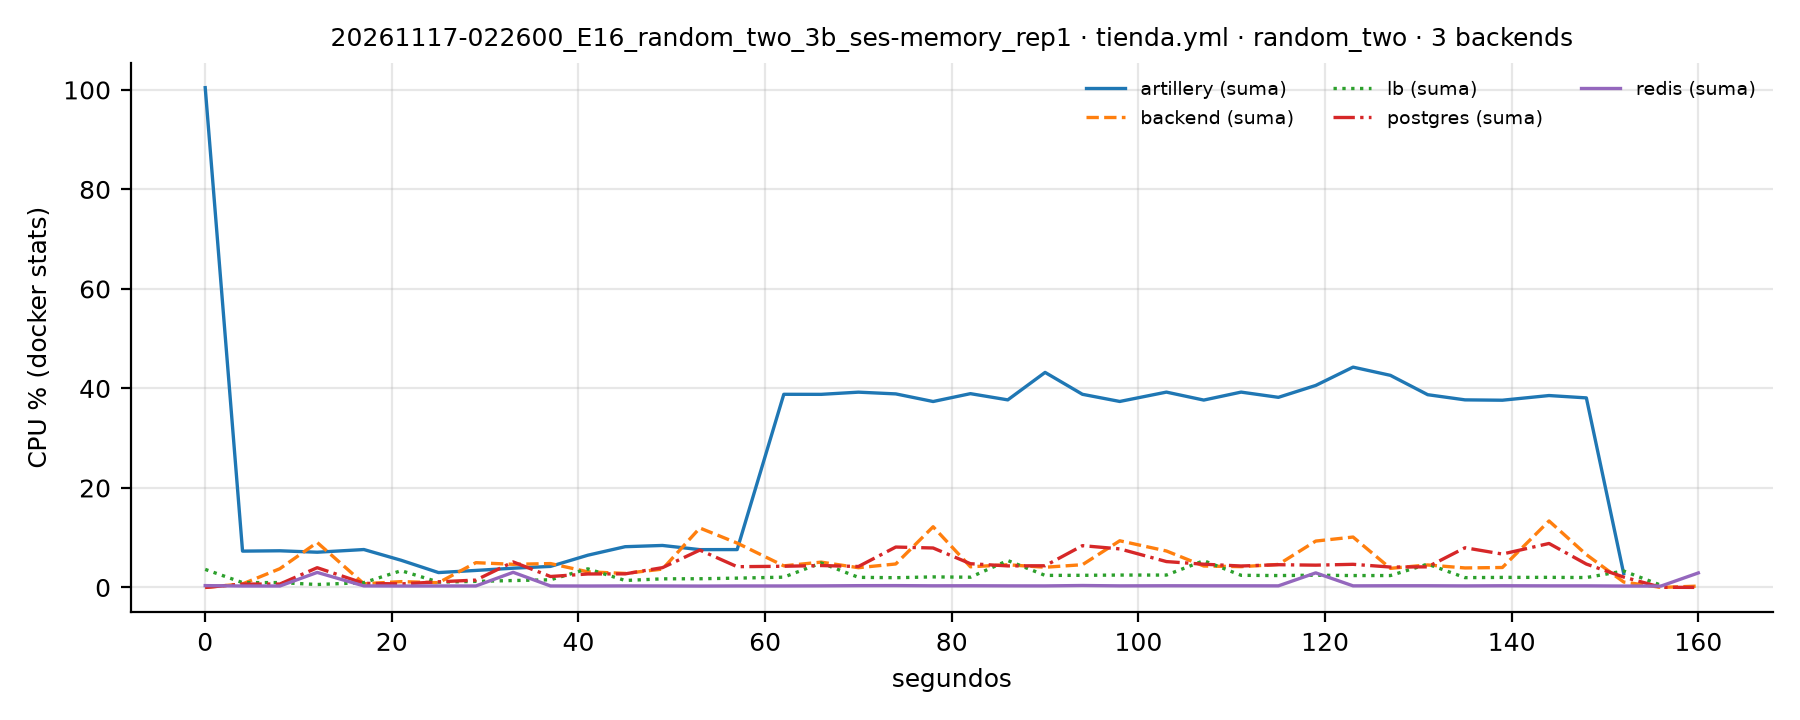 20261117-022600_E16_random_two_3b_ses-memory_rep1 · tienda.yml · random_two · 3 backends
artillery (suma)
backend (suma)
lb (suma)
postgres (suma)
redis (suma)
CPU % (docker stats)
100
80
60
40
20
0
0 20 40 60 80 100 120 140 160
segundos